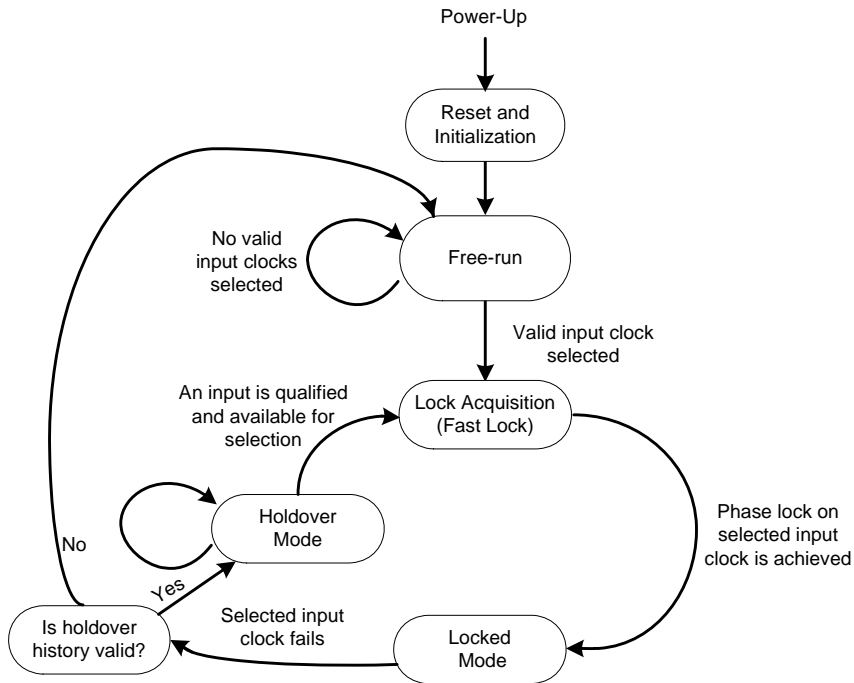 Power-Up
Reset and
Initialization
No valid
input clocks
selected
Free-run
Valid input clock
selected
An input is qualified
and available for
selection
Lock Acquisition
(Fast Lock)
Holdover
Mode
Phase lock on
selected input
clock is achieved
No
Yes
Is holdover
history valid?
Selected input
clock fails
Locked
Mode